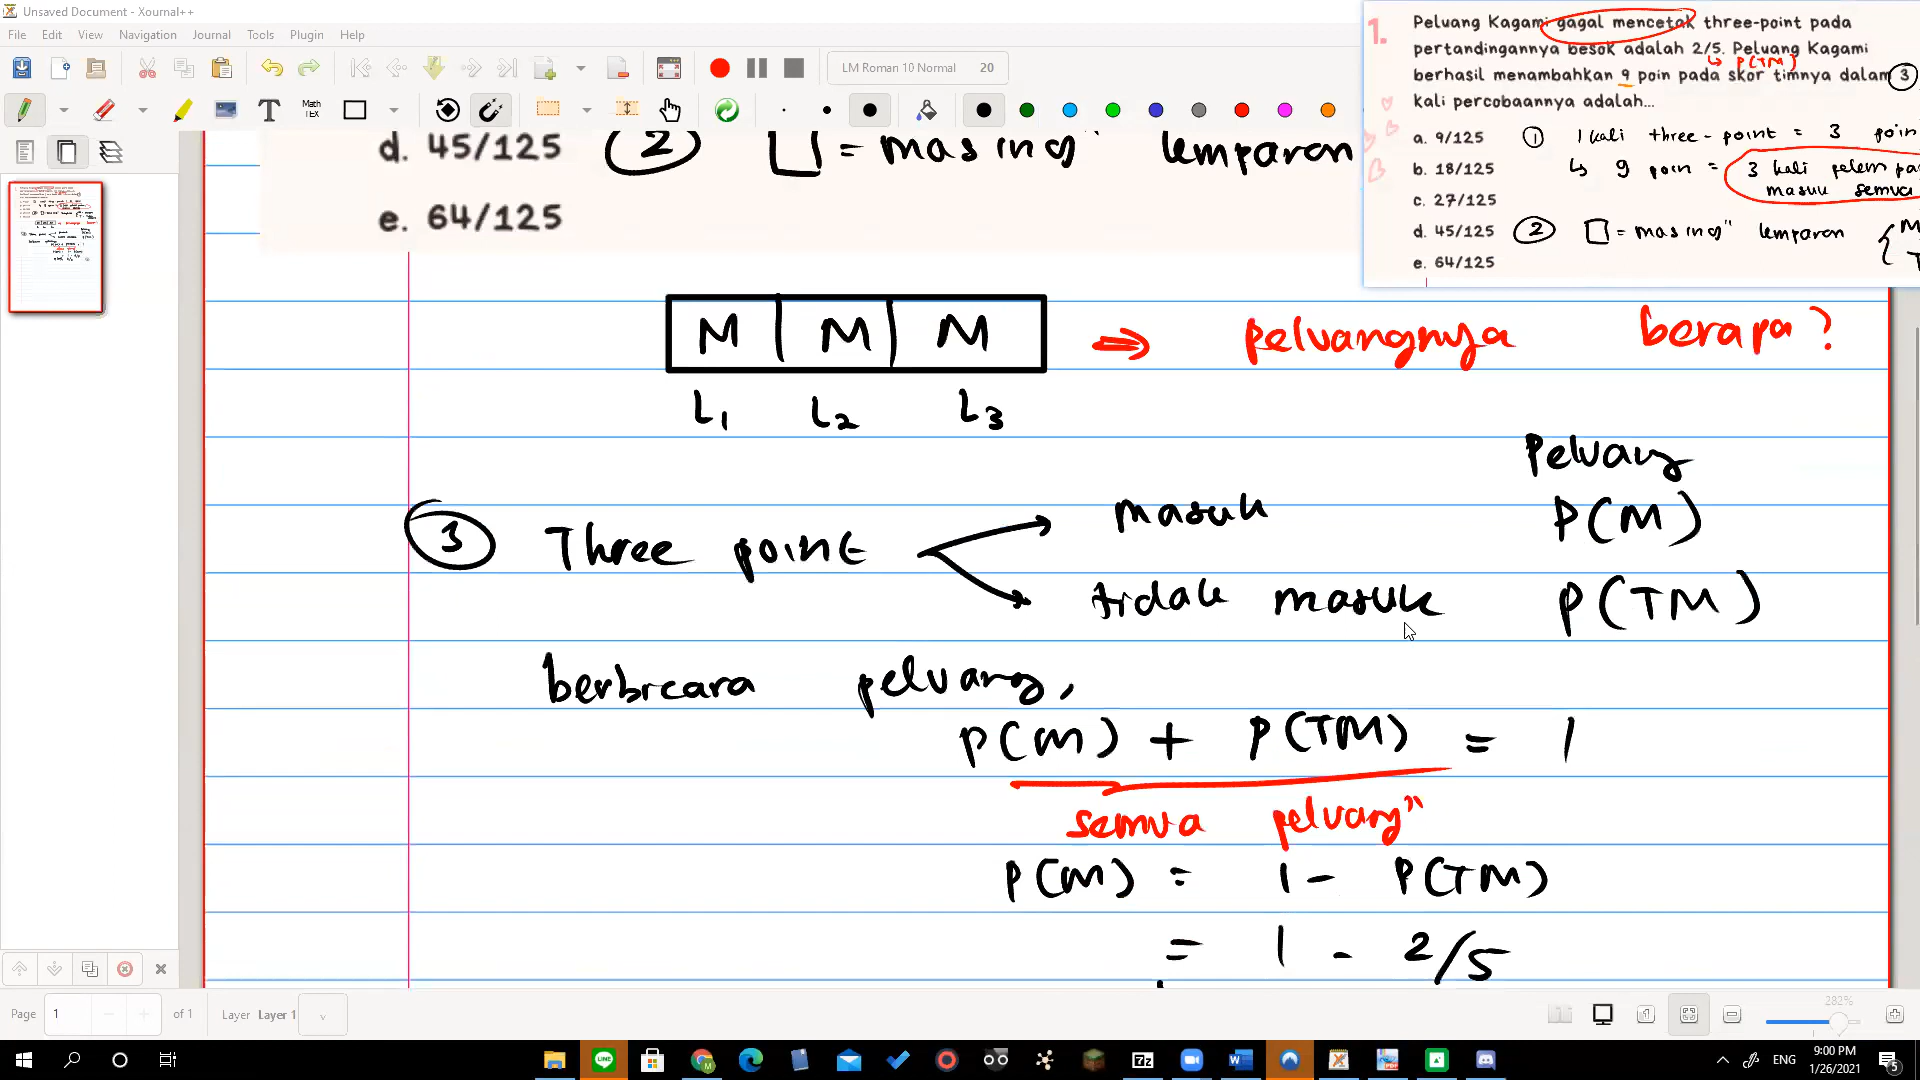 Unsaved Document - Xournal++
File Edit View Navigation Journal Tools Plugin Help
LM Roman 10 Normal 20
Math TEX
1. Peluang Kagami gagal mencetak three-point pada
pertandingannya besok adalah 2/5. Peluang Kagami
↳ P(TM)
berhasil menambahkan 9 poin pada skor timnya dalam 3
kali percobaannya adalah...
a. 9/125 ① 1 kali three-point = 3 poin
b. 18/125 ↳ 9 poin = 3 kali
masuk semua
c. 27/125
d. 45/125 ② □ = masing" lemparan { M
T
e. 64/125
d. 45/125 ② □ = masing" lemparan
e. 64/125
M | M | M ⇒ peluangnya berapa?
L1 L2 L3
Peluang
③ Three point
masuk P(M)
tidak masuk P(TM)
berbicara peluang,
P(M) + P(TM) = 1
semua peluang"
P(M) = 1 - P(TM)
= 1 - 2/5
Page 1 of 1 Layer Layer 1
282%
ENG
9:00 PM
1/26/2021
5